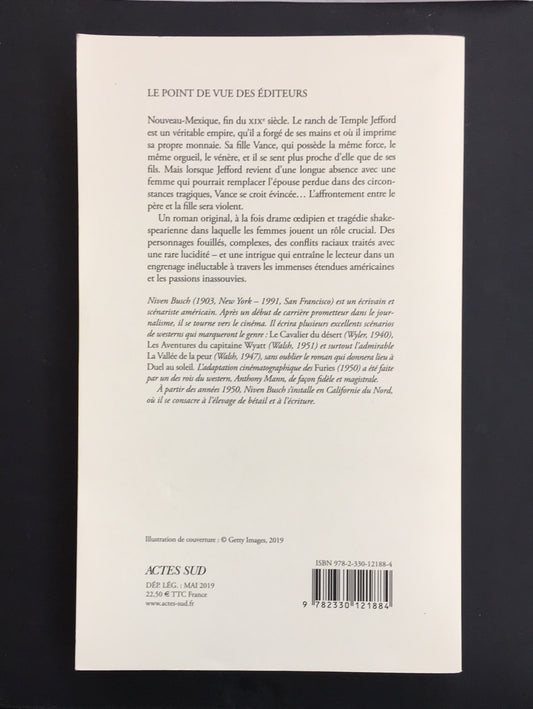 LE POINT DE VUE DES ÉDITEURS
Nouveau-Mexique, fin du XIXe siècle. Le ranch de Temple Jefford
est un véritable empire, qu'il a forgé de ses mains et où il imprime
sa propre monnaie. Sa fille Vance, qui possède la même force, le
même orgueil, le vénère, et il se sent plus proche d'elle que de ses
fils. Mais lorsque Jefford revient d'une longue absence avec une
femme qui pourrait remplacer l'épouse perdue dans des circons-
tances tragiques, Vance se croit évincée… L'affrontement entre le
père et la fille sera violent.
Un roman original, à la fois drame œdipien et tragédie shake-
spearienne dans laquelle les femmes jouent un rôle crucial. Des
personnages fouillés, complexes, des conflits raciaux traités avec
une rare lucidité – et une intrigue qui entraîne le lecteur dans un
engrenage inéluctable à travers les immenses étendues américaines
et les passions inassouvies.
Niven Busch (1903, New York – 1991, San Francisco) est un écrivain et
scénariste américain. Après un début de carrière prometteur dans le jour-
nalisme, il se tourne vers le cinéma. Il écrira plusieurs excellents scénarios
de westerns qui marqueront le genre : Le Cavalier du désert (Wyler, 1940),
Les Aventures du capitaine Wyatt (Walsh, 1951) et surtout l'admirable
La Vallée de la peur (Walsh, 1947), sans oublier le roman qui donnera lieu à
Duel au soleil. L'adaptation cinématographique des Furies (1950) a été faite
par un des rois du western, Anthony Mann, de façon fidèle et magistrale.
À partir des années 1950, Niven Busch s'installe en Californie du Nord,
où il se consacre à l'élevage de bétail et à l'écriture.
Illustration de couverture : © Getty Images, 2019
ACTES SUD
DÉP. LÉG. : MAI 2019
22,50 € TTC France
www.actes-sud.fr
ISBN 978-2-330-12188-4
9 782330 121884